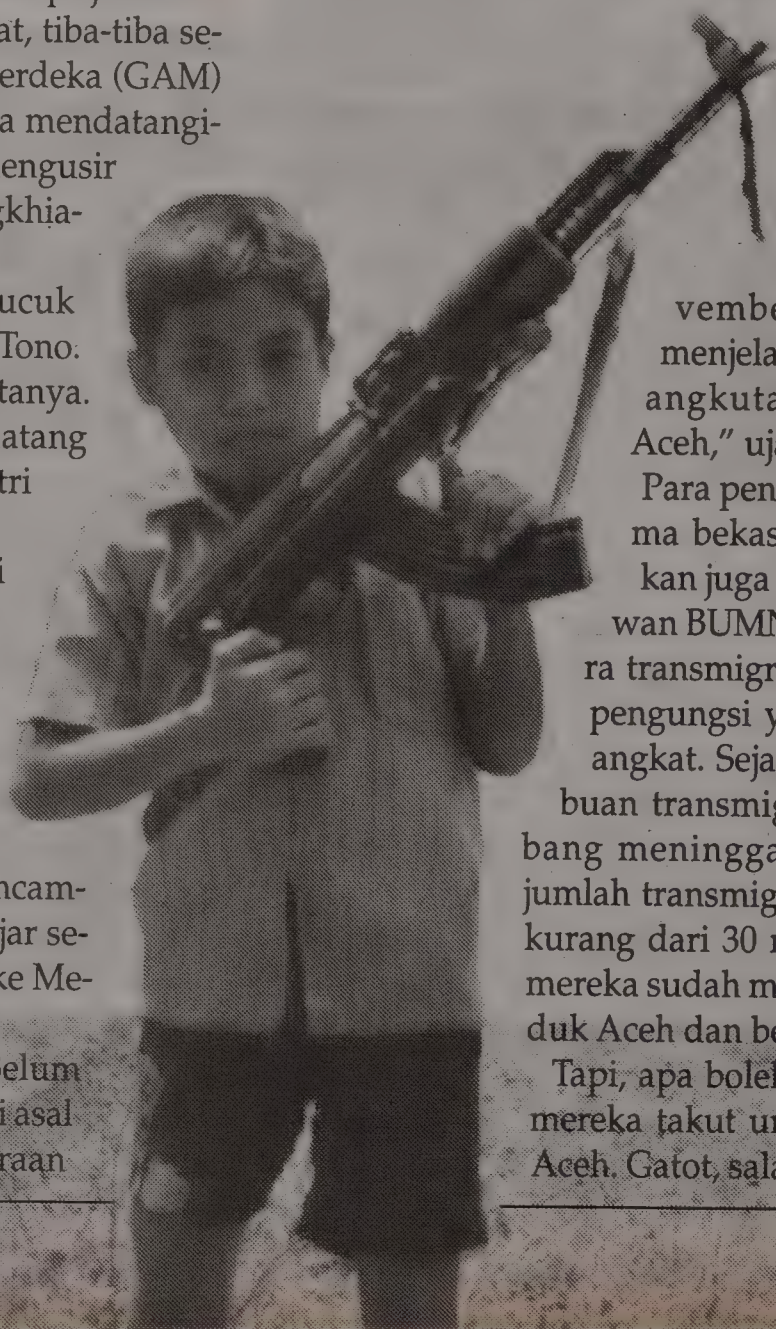 at, tiba-tiba se-
erdeka (GAM)
a mendatangi-
engusir
gkhia-
ucuk
Tono.
tanya.
atang
tri
i
ncam-
jar se-
ke Me-
belum
i asal
raan
vembe
menjela
angkuta
Aceh,” uja
Para pen
ma bekas
kan juga
wan BUMN
ra transmigr
pengungsi y
angkat. Seja
buan transmig
bang meningga
jumlah transmig
kurang dari 30
mereka sudah m
duk Aceh dan be
Tapi, apa boleh
mereka takut un
Aceh. Gatot, sala